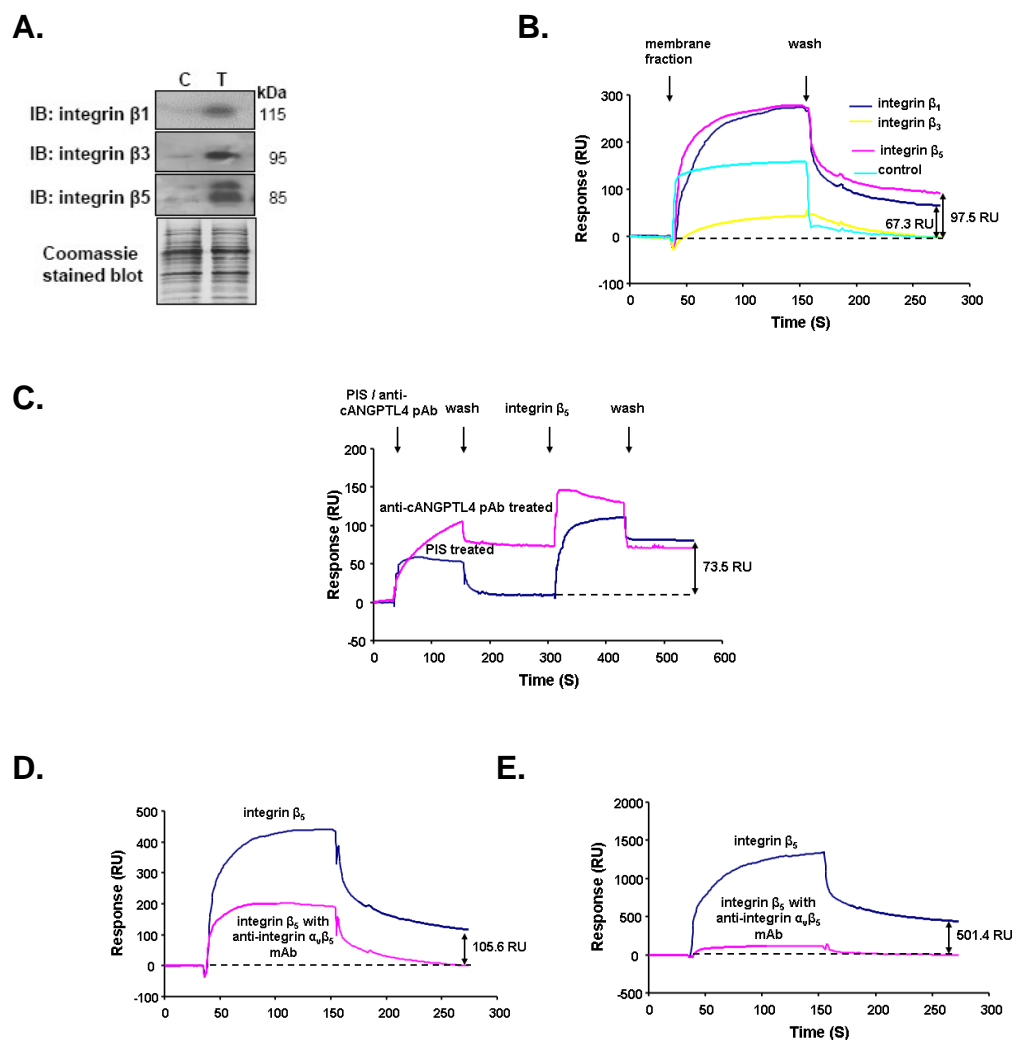 A.
C T
kDa
IB: integrin β1 115
IB: integrin β3 95
IB: integrin β5 85
Coomassie
stained blot
B.
membrane
fraction
wash
integrin β1
integrin β3
integrin β5
control
Response (RU)
300
200
100
0
-100
67.3 RU
97.5 RU
0 50 100 150 200 250 300
Time (S)
C.
PIS / anti-
cANGPTL4 pAb
wash
integrin β5
wash
Response (RU)
200
150
100
50
0
-50
anti-cANGPTL4 pAb treated
PIS treated
73.5 RU
0 100 200 300 400 500 600
Time (S)
D.
Response (RU)
500
400
300
200
100
0
-100
integrin β5
integrin β5 with
anti-integrin αυβ5
mAb
105.6 RU
0 50 100 150 200 250 300
E.
Response (RU)
2000
1500
1000
500
0
-500
integrin β5
integrin β5 with
anti-integrin αυβ5
mAb
501.4 RU
0 50 100 150 200 250 300
Time (S)